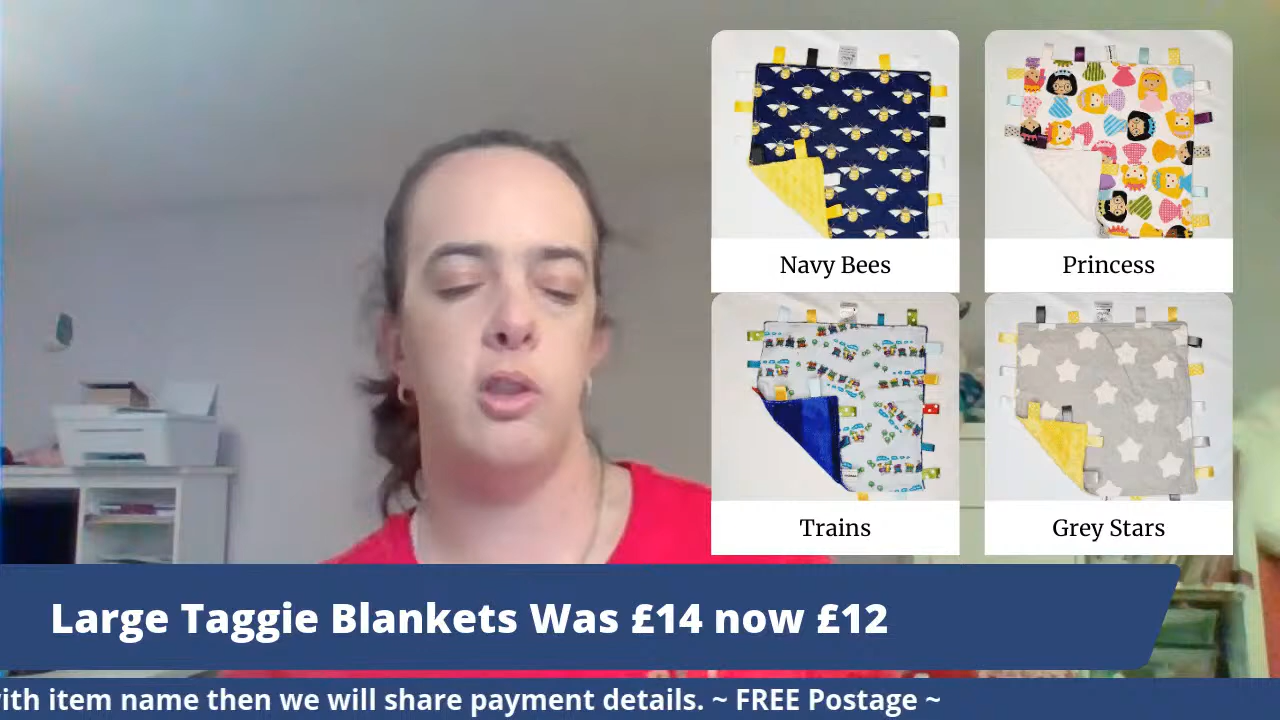 Navy Bees
Princess
Trains
Grey Stars
Large Taggie Blankets Was £14 now £12
with item name then we will share payment details. ~ FREE Postage ~